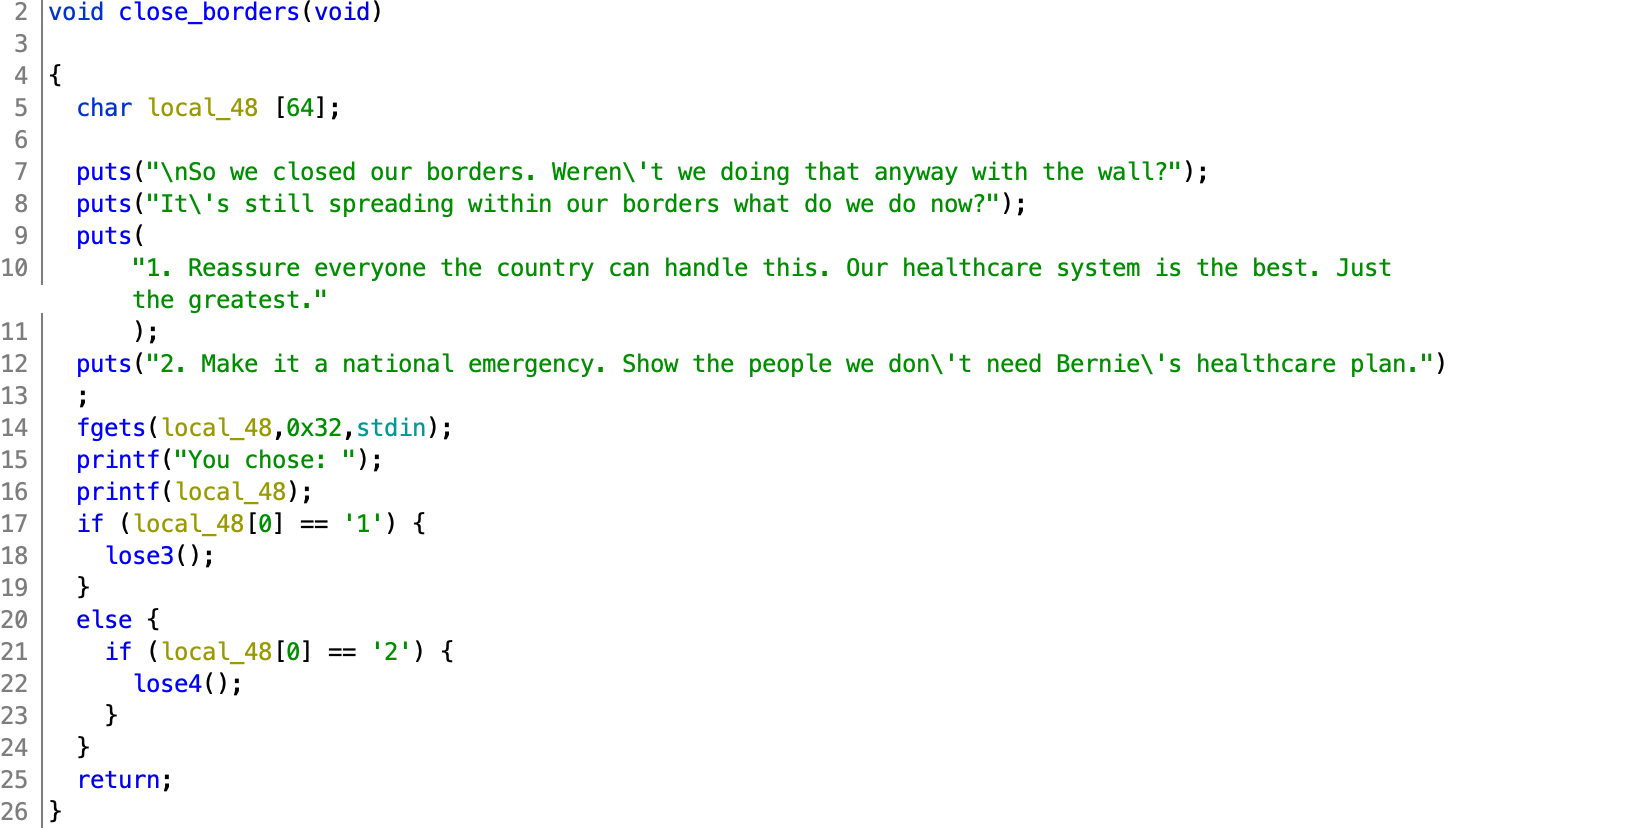 2 void close_borders(void)
3
4 {
5 char local_48 [64];
6
7 puts("\nSo we closed our borders. Weren\'t we doing that anyway with the wall?");
8 puts("It\'s still spreading within our borders what do we do now?");
9 puts(
10 "1. Reassure everyone the country can handle this. Our healthcare system is the best. Just
the greatest."
11 );
12 puts("2. Make it a national emergency. Show the people we don\'t need Bernie\'s healthcare plan.")
13 ;
14 fgets(local_48,0x32,stdin);
15 printf("You chose: ");
16 printf(local_48);
17 if (local_48[0] == '1') {
18 lose3();
19 }
20 else {
21 if (local_48[0] == '2') {
22 lose4();
23 }
24 }
25 return;
26 }